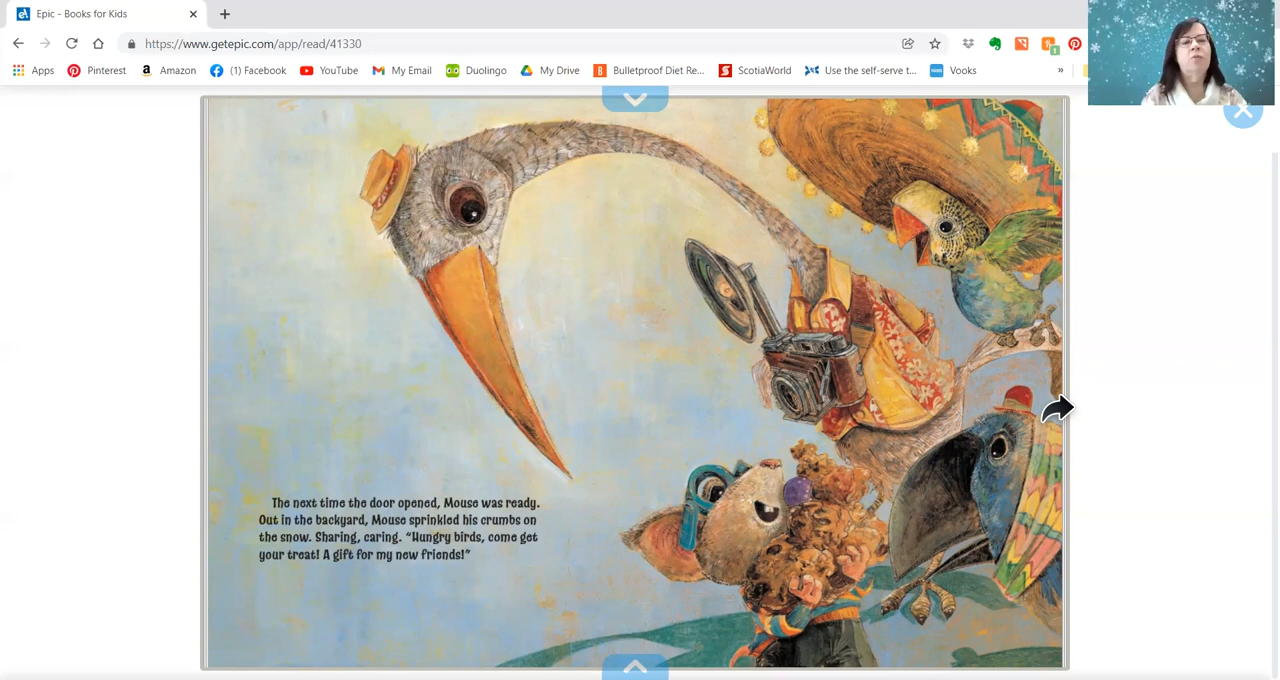 Epic - Books for Kids
https://www.getepic.com/app/read/41330
Apps Pinterest Amazon (1) Facebook YouTube My Email Duolingo My Drive Bulletproof Diet Re... ScotiaWorld Use the self-serve t... Vooks »
The next time the door opened, Mouse was ready.
Out in the backyard, Mouse sprinkled his crumbs on
the snow. Sharing, caring. “Hungry birds, come get
your treat! A gift for my new friends!”